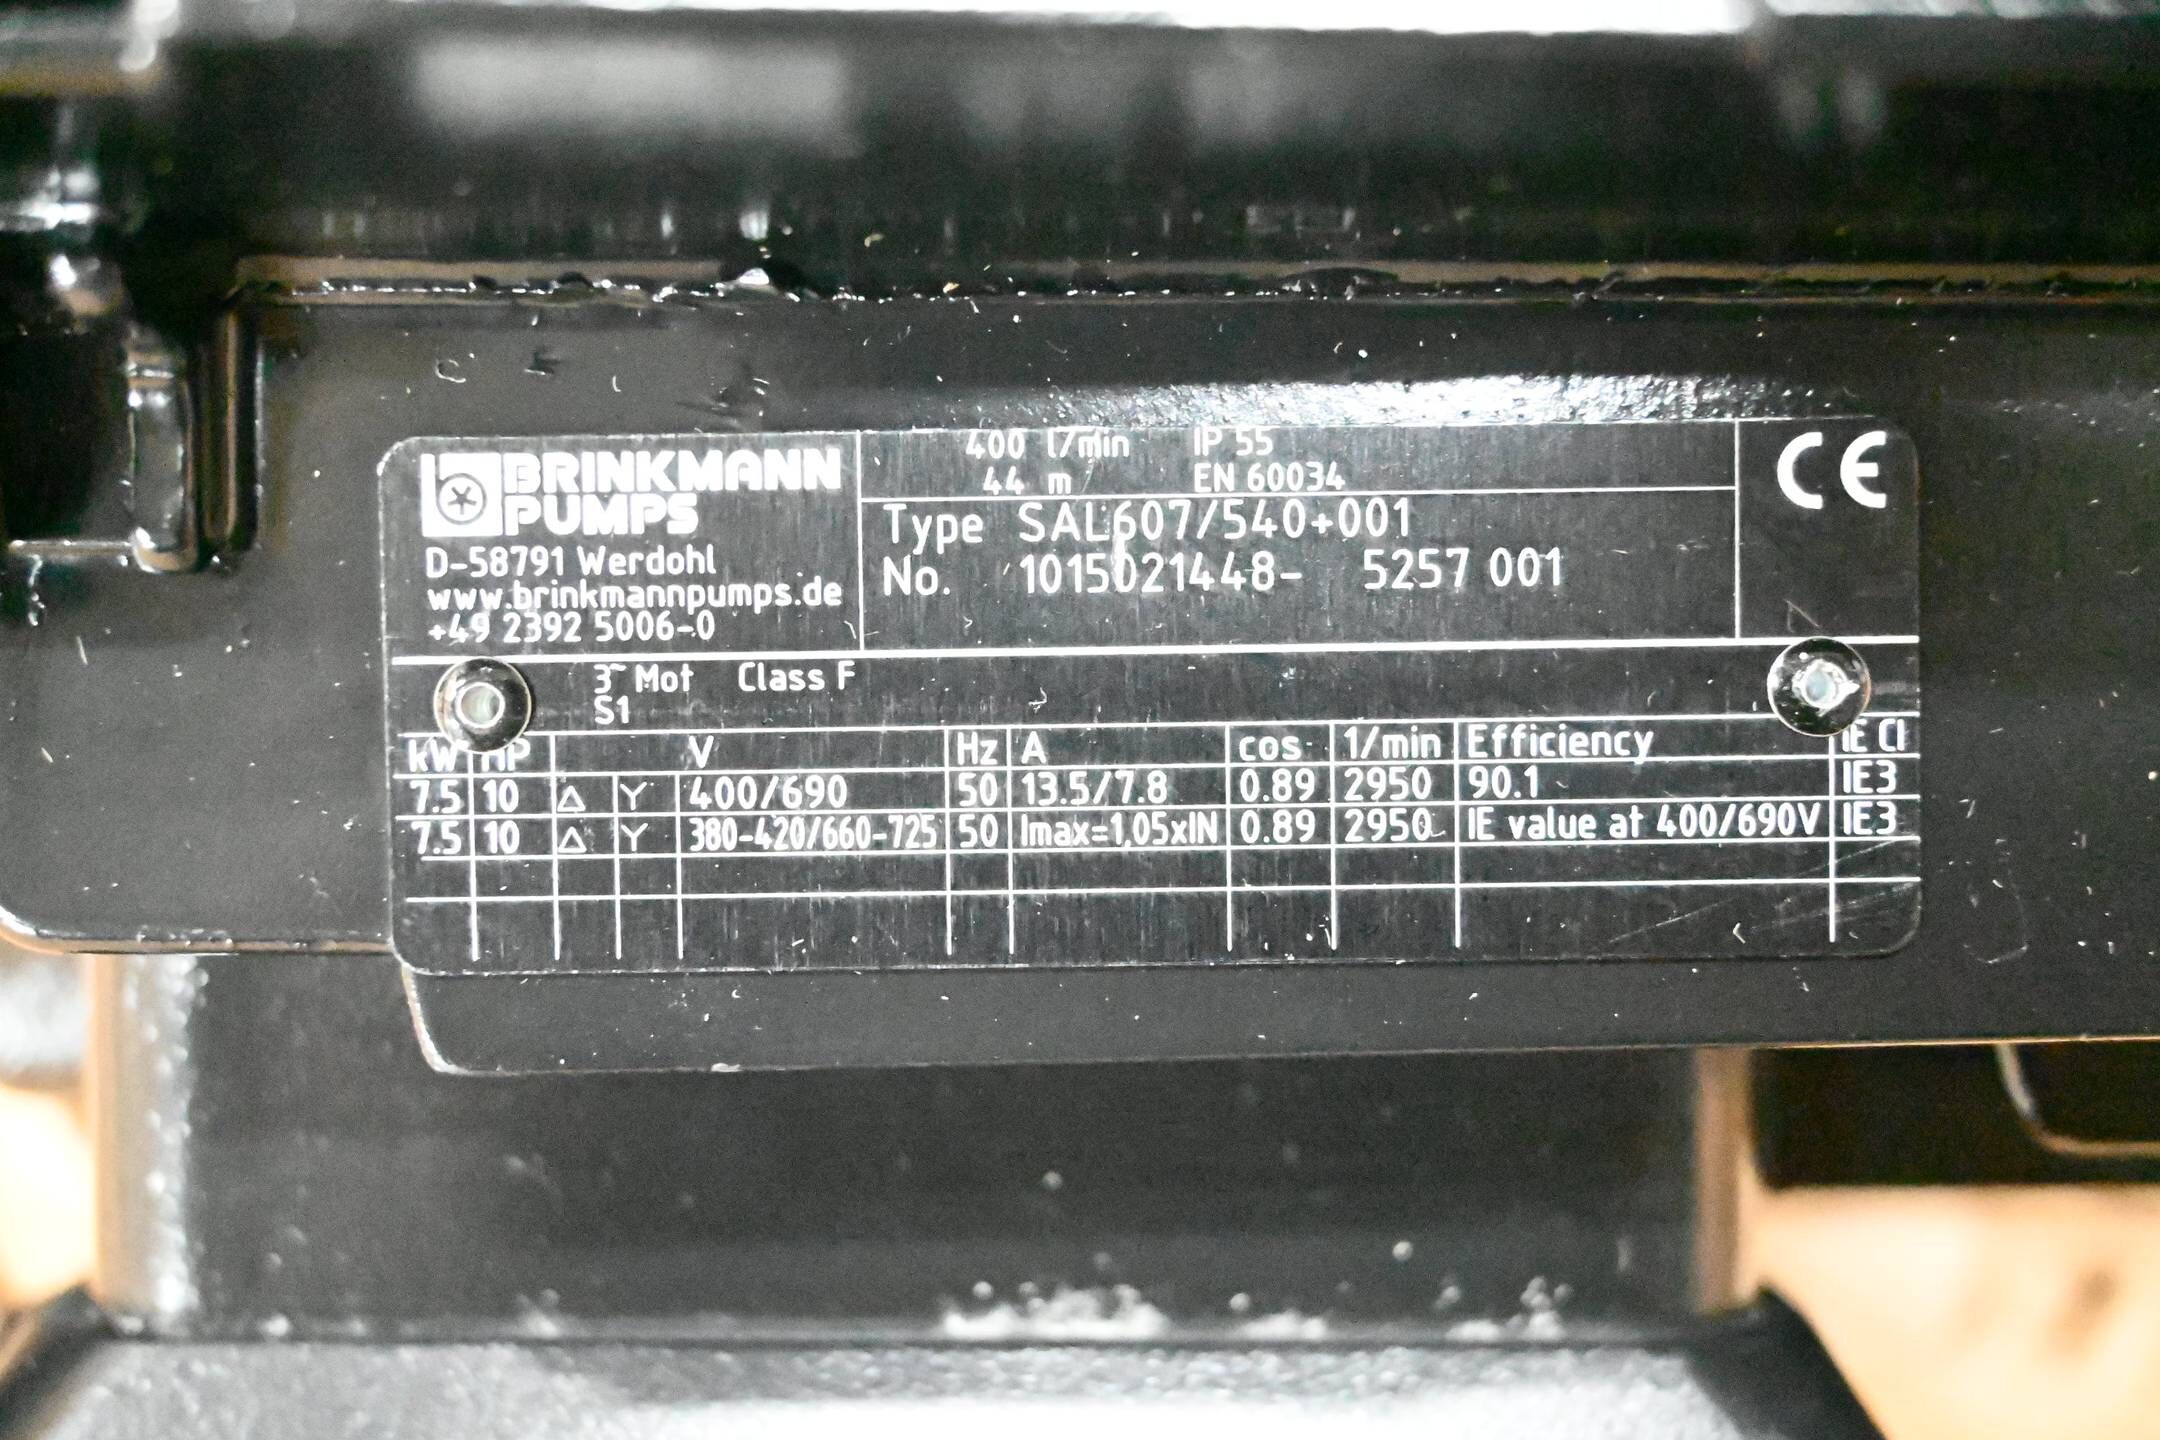 BRINKMANN
PUMPS
D-58791 Werdohl
www.brinkmannpumps.de
+49 2392 5006-0
400 l/min IP 55
44 m EN 60034
Type SAL607/540+001
No. 1015021448- 5257 001
CE
3~ Mot Class F
S1
kW HP V Hz A cos 1/min Efficiency IE Cl
7.5 10 △ Y 400/690 50 13.5/7.8 0.89 2950 90.1 IE3
7.5 10 △ Y 380-420/660-725 50 Imax=1,05xIN 0.89 2950 IE value at 400/690V IE3